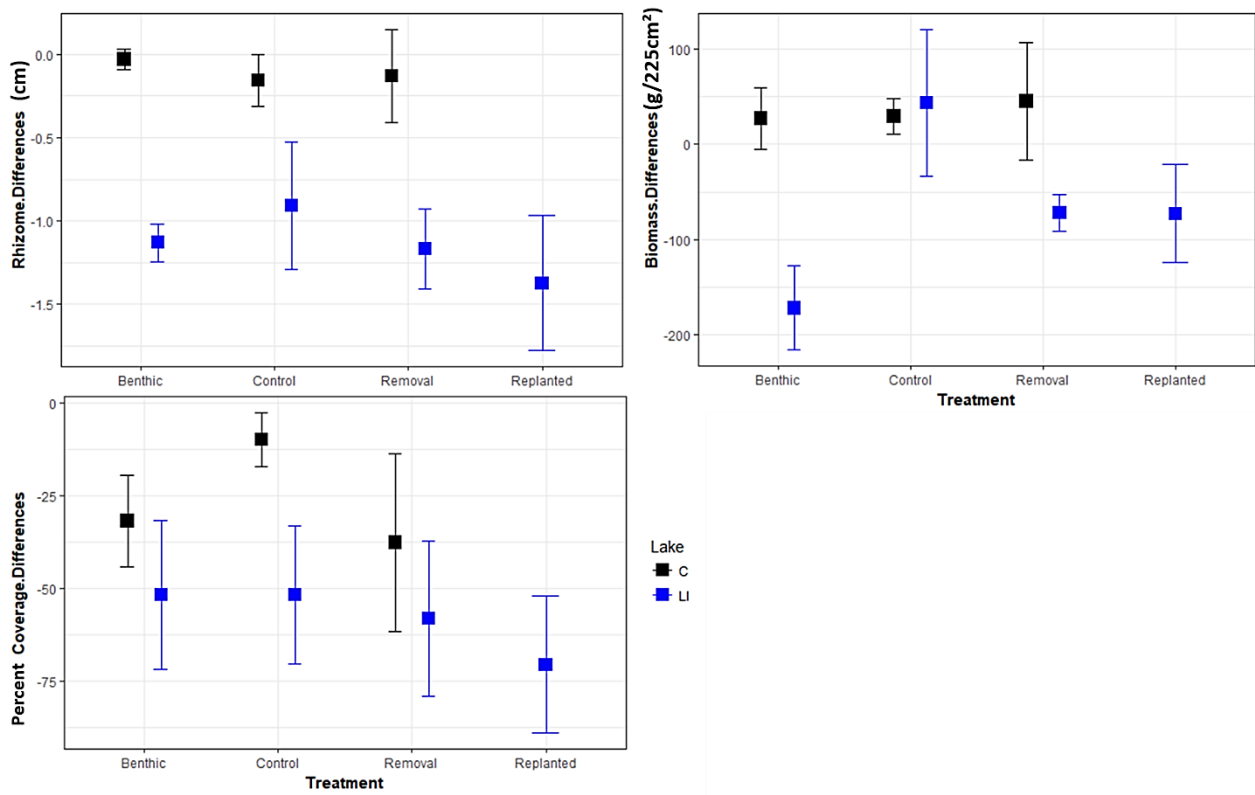 Rhizome.Differences (cm)
0.0
-0.5
-1.0
-1.5
Benthic Control Removal Replanted
Biomass.Differences(g/225cm²)
100
0
-100
-200
Benthic Control Removal Replanted
Treatment
Percent Coverage.Differences
0
-25
-50
-75
Benthic Control Removal Replanted
Treatment
Lake
C
LI